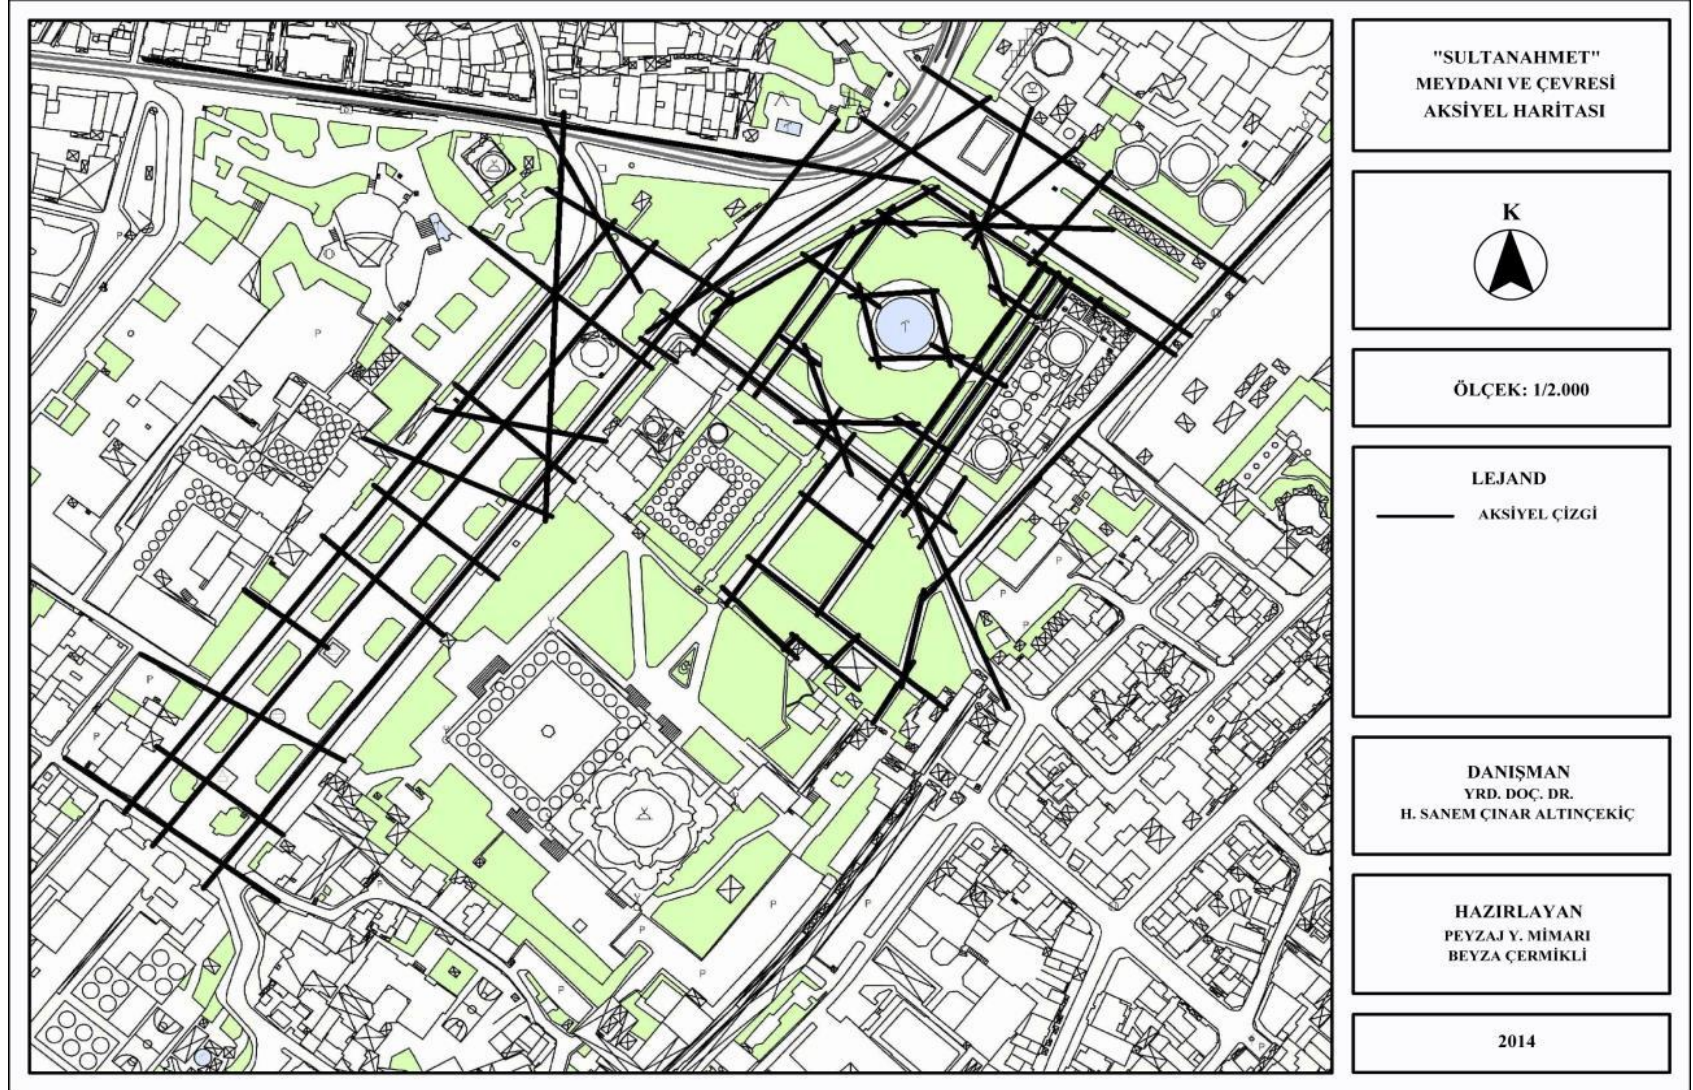 "SULTANAHMET"
MEYDANI VE ÇEVRESİ
AKSİYEL HARİTASI
K
ÖLÇEK: 1/2.000
LEJAND
AKSİYEL ÇİZGİ
DANIŞMAN
YRD. DOÇ. DR.
H. SANEM ÇINAR ALTINÇEKİÇ
HAZIRLAYAN
PEYZAJ Y. MİMARI
BEYZA ÇERMİKLİ
2014